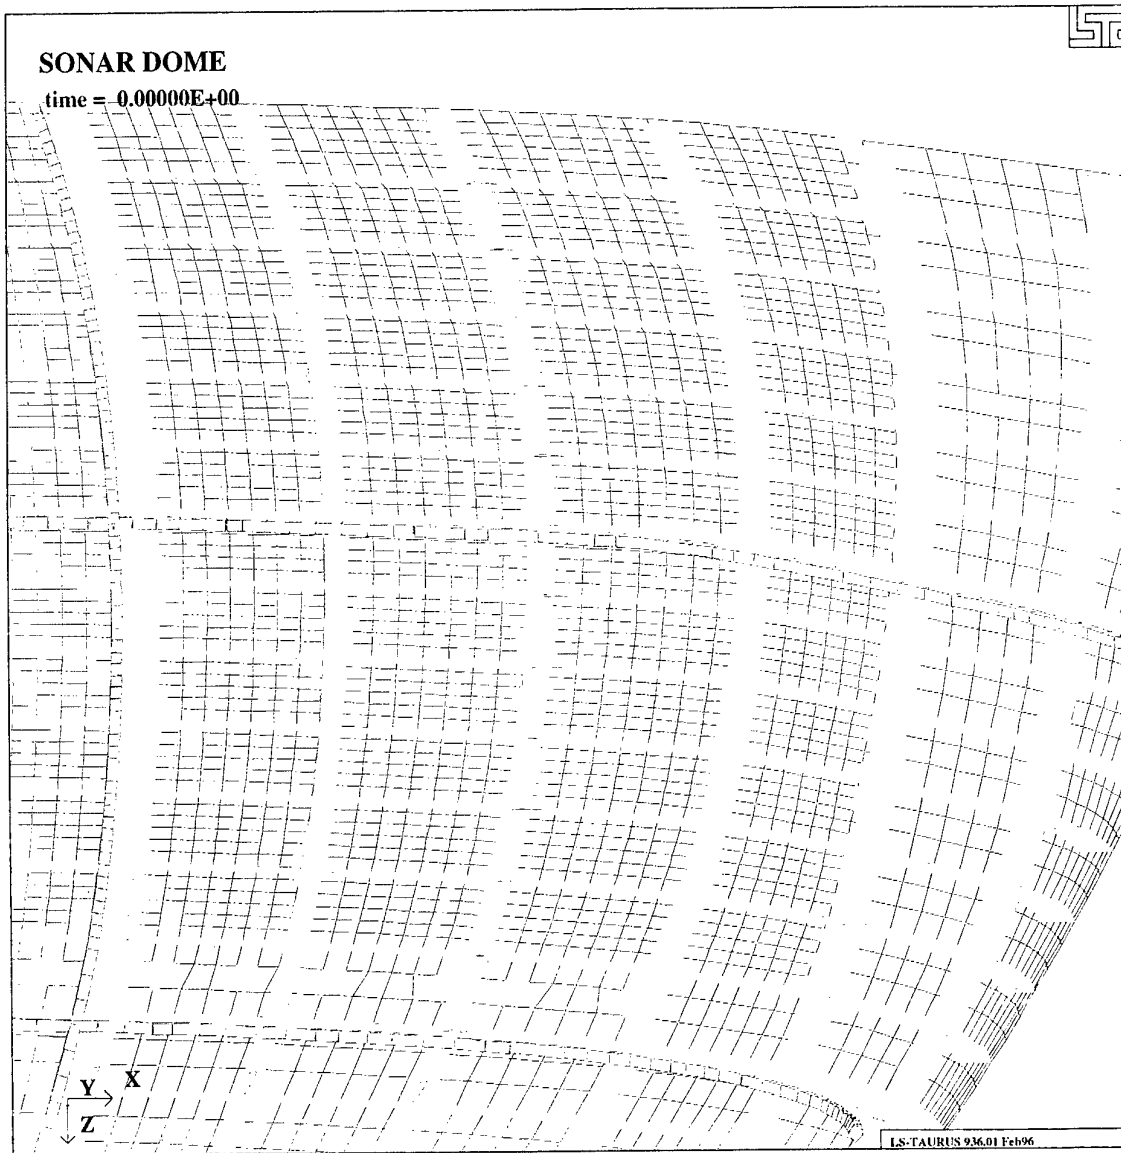 SONAR DOME
time = 0.00000E+00
Y X
Z
LS-TAURUS 936.01 Feb96